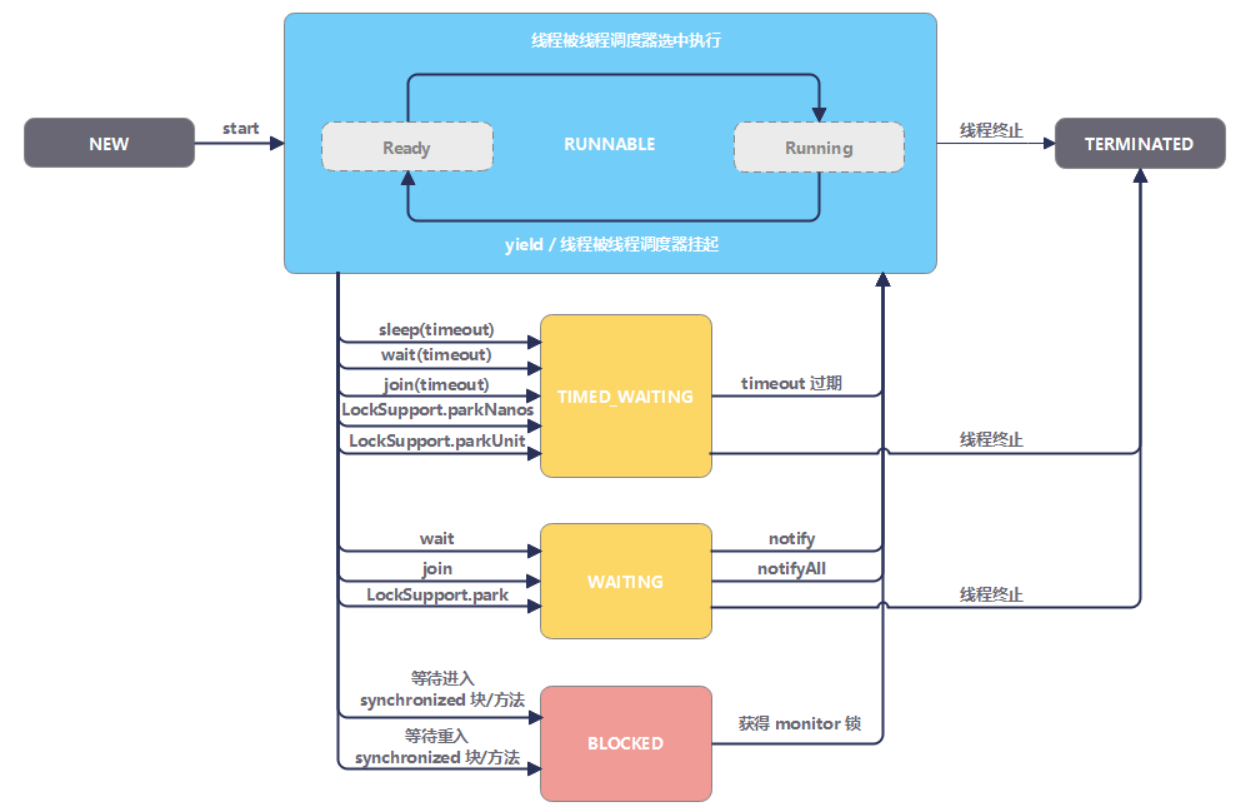 线程被线程调度器选中执行
NEW
start
Ready
RUNNABLE
Running
线程终止
TERMINATED
yield / 线程被线程调度器挂起
sleep(timeout)
wait(timeout)
join(timeout)
LockSupport.parkNanos
LockSupport.parkUnit
TIMED_WAITING
timeout 过期
线程终止
wait
join
LockSupport.park
WAITING
notify
notifyAll
线程终止
等待进入
synchronized 块/方法
等待重入
synchronized 块/方法
BLOCKED
获得 monitor 锁